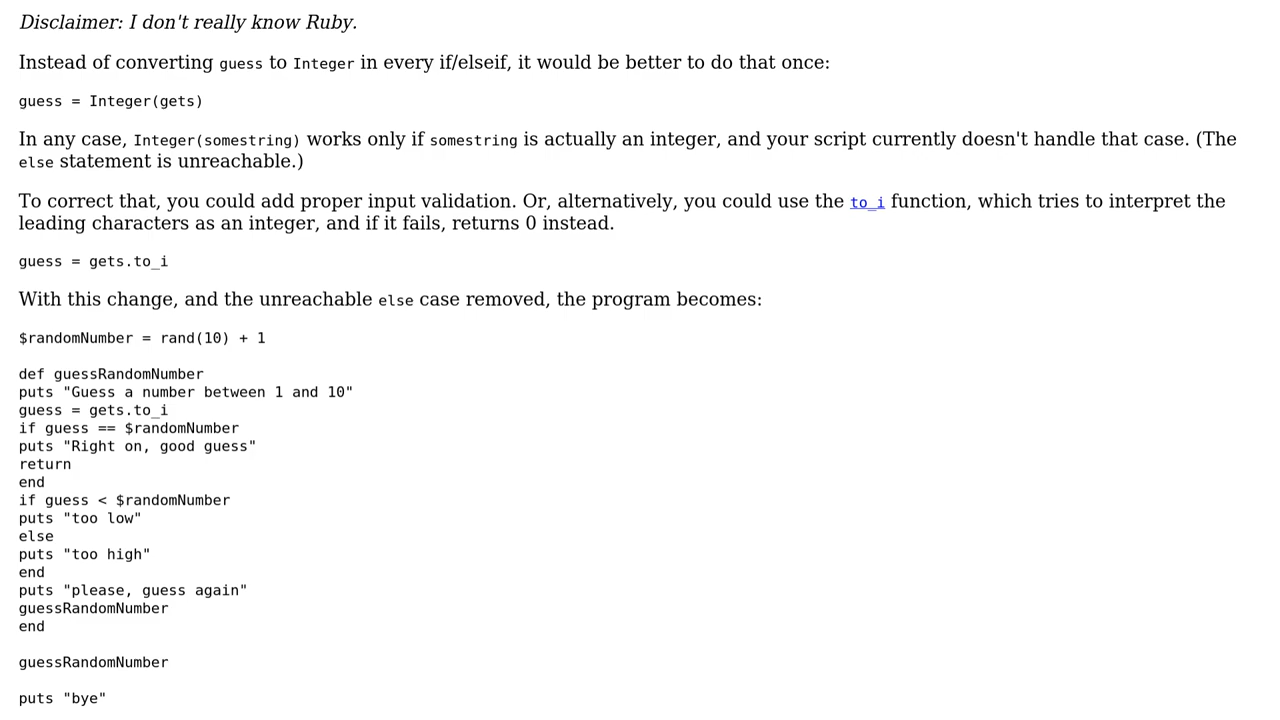 Disclaimer: I don't really know Ruby.
Instead of converting guess to Integer in every if/elseif, it would be better to do that once:
guess = Integer(gets)
In any case, Integer(somestring) works only if somestring is actually an integer, and your script currently doesn't handle that case. (The
else statement is unreachable.)
To correct that, you could add proper input validation. Or, alternatively, you could use the to_i function, which tries to interpret the
leading characters as an integer, and if it fails, returns 0 instead.
guess = gets.to_i
With this change, and the unreachable else case removed, the program becomes:
$randomNumber = rand(10) + 1
def guessRandomNumber
puts "Guess a number between 1 and 10"
guess = gets.to_i
if guess == $randomNumber
puts "Right on, good guess"
return
end
if guess < $randomNumber
puts "too low"
else
puts "too high"
end
puts "please, guess again"
guessRandomNumber
end
guessRandomNumber
puts "bye"